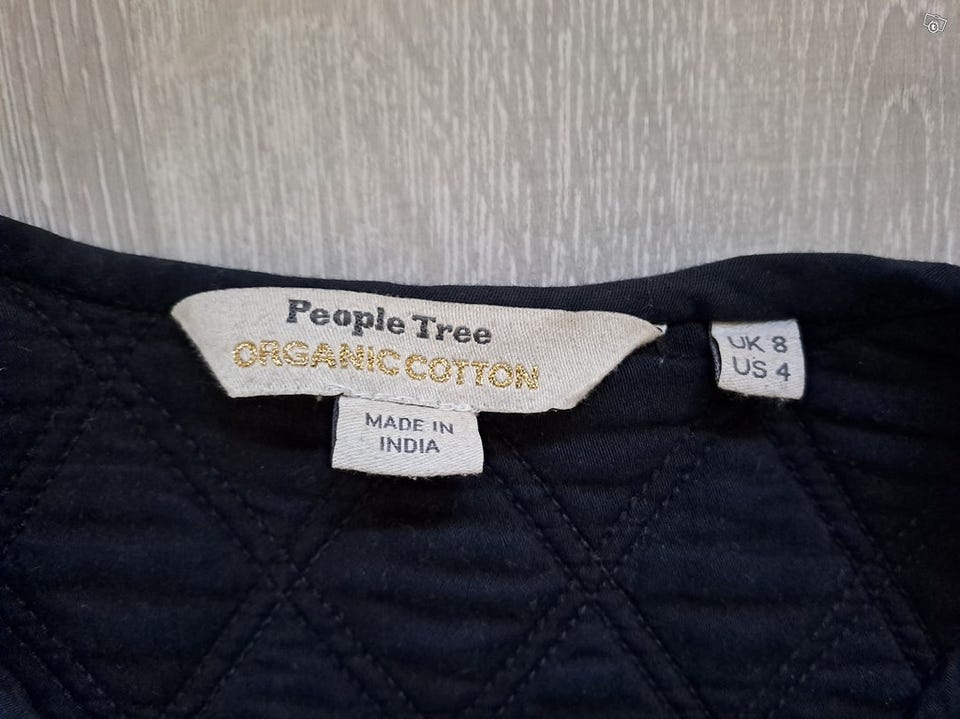 People Tree
ORGANIC COTTON
MADE IN
INDIA
UK 8
US 4